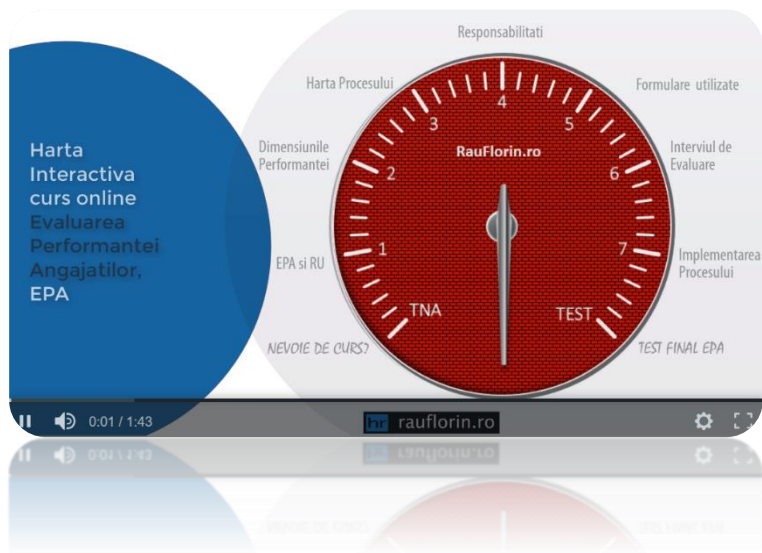 Harta
Interactiva
curs online
Evaluarea
Performantei
Angajatilor,
EPA
Responsabilitati
Harta Procesului
Formulare utilizate
Dimensiunile
Performantei
Interviul de
Evaluare
EPA si RU
Implementarea
Procesului
NEVOIE DE CURS?
TEST FINAL EPA
RauFlorin.ro
TNA
1
2
3
4
5
6
7
TEST
0:01 / 1:43
hr rauflorin.ro